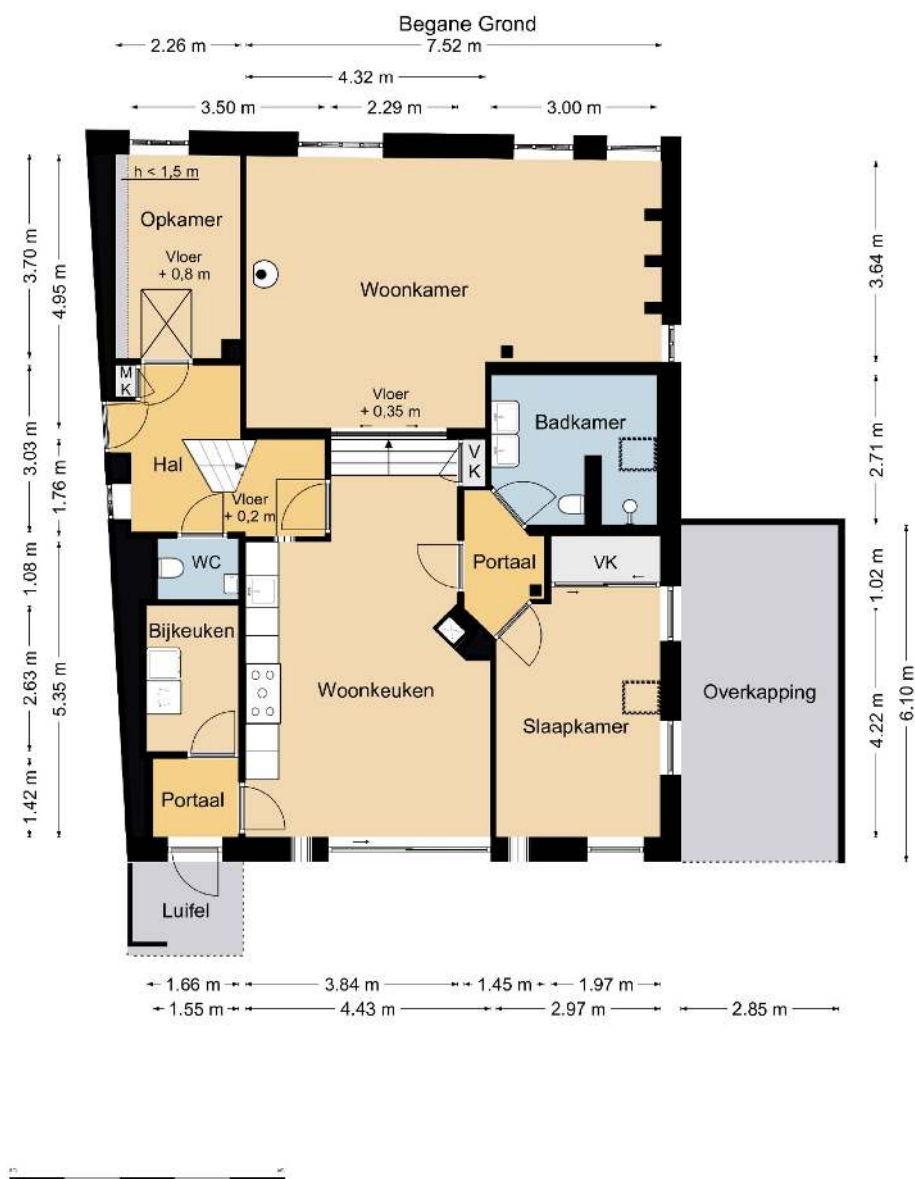 Begane Grond
2.26 m
7.52 m
4.32 m
3.50 m
2.29 m
3.00 m
h < 1,5 m
Opkamer
Vloer
+ 0,8 m
Woonkamer
3.70 m
4.95 m
3.64 m
M
K
Vloer
+ 0,35 m
Badkamer
Hal
V
K
3.03 m
1.76 m
2.71 m
Vloer
+ 0,2 m
WC
Portaal
VK
1.08 m
1.02 m
Bijkeuken
Woonkeuken
Slaapkamer
Overkapping
2.63 m
5.35 m
4.22 m
6.10 m
Portaal
1.42 m
Luifel
1.66 m
3.84 m
1.45 m
1.97 m
1.55 m
4.43 m
2.97 m
2.85 m